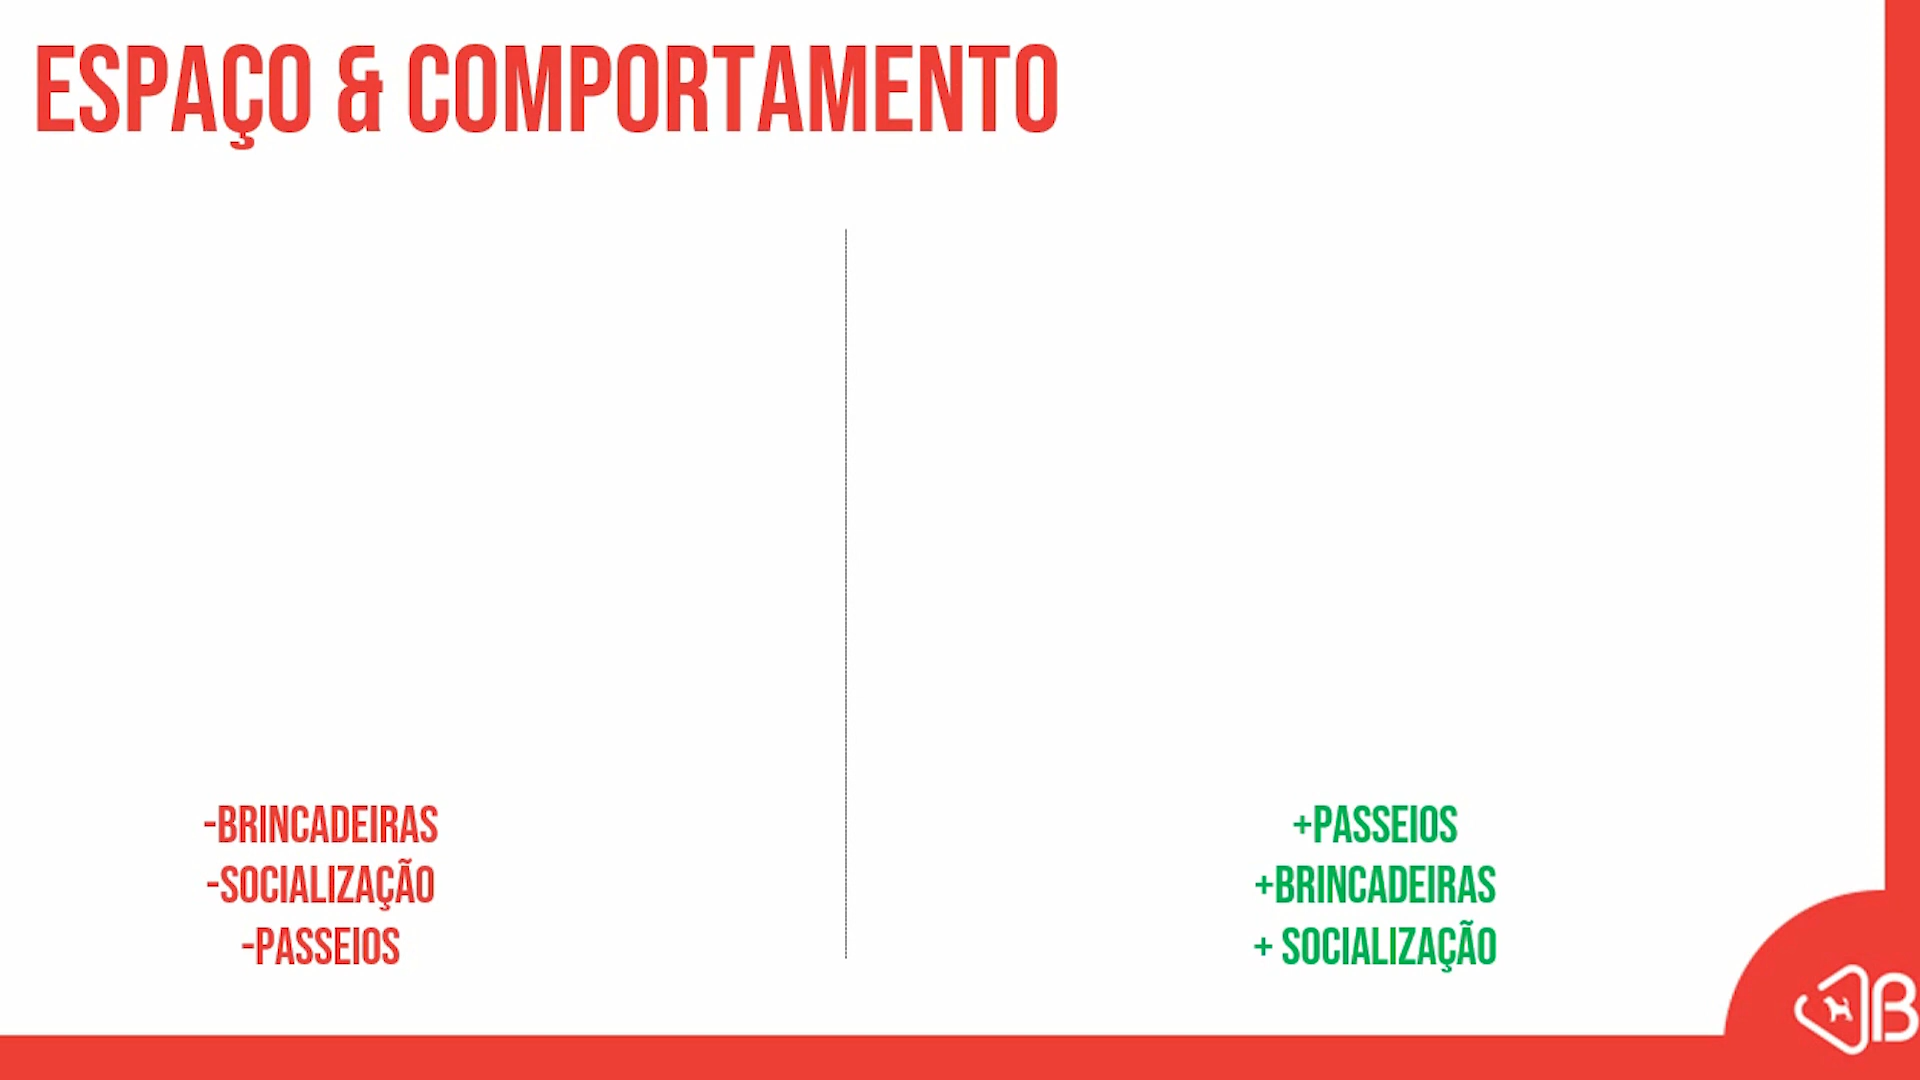 ESPAÇO & COMPORTAMENTO
-BRINCADEIRAS
-SOCIALIZAÇÃO
-PASSEIOS
+PASSEIOS
+BRINCADEIRAS
+ SOCIALIZAÇÃO
B